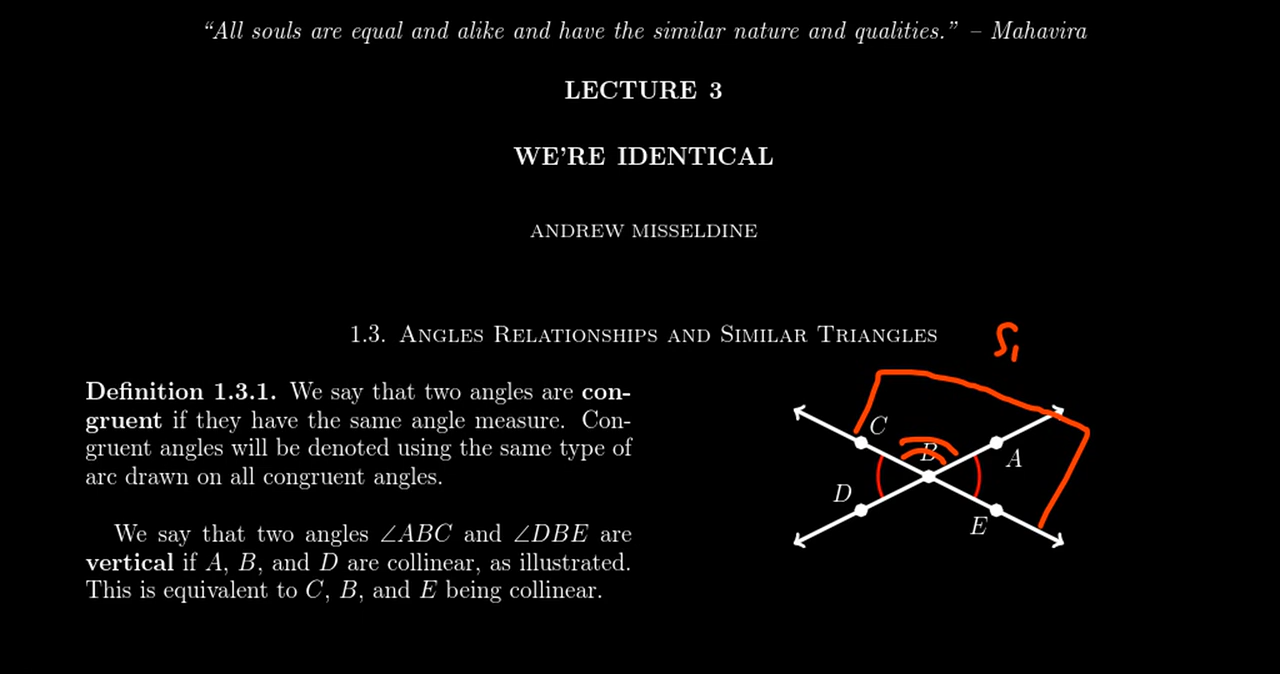 “All souls are equal and alike and have the similar nature and qualities.” – Mahavira
LECTURE 3
WE'RE IDENTICAL
ANDREW MISSELDINE
1.3. Angles Relationships and Similar Triangles
S1
Definition 1.3.1. We say that two angles are con-
gruent if they have the same angle measure. Con-
gruent angles will be denoted using the same type of
arc drawn on all congruent angles.
We say that two angles ∠ABC and ∠DBE are
vertical if A, B, and D are collinear, as illustrated.
This is equivalent to C, B, and E being collinear.
C
B
A
D
E